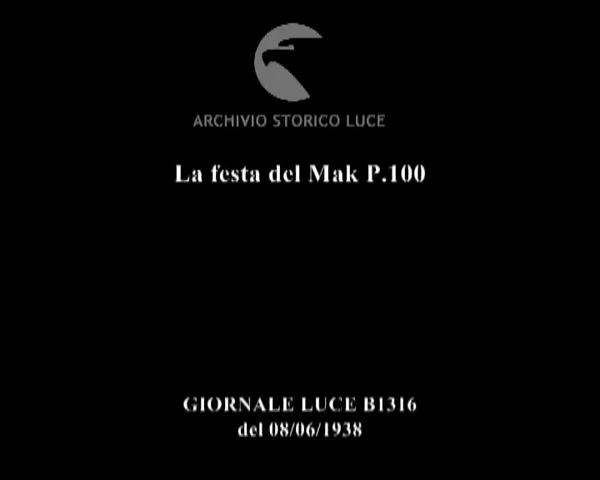 ARCHIVIO STORICO LUCE
La festa del Mak P.100
GIORNALE LUCE B1316
del 08/06/1938